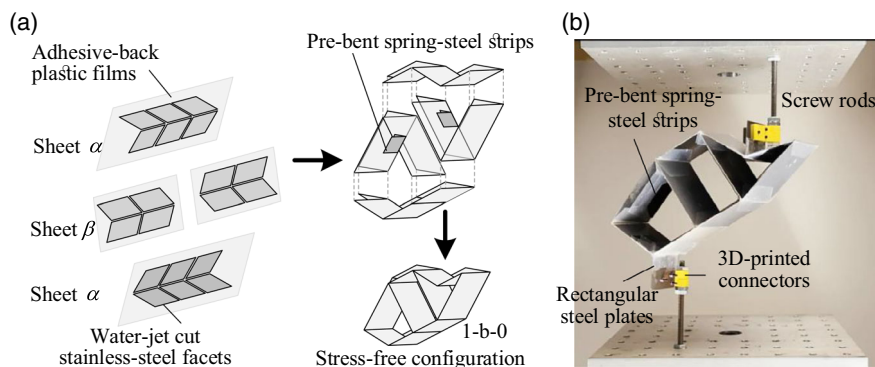 (a)
Adhesive-back
plastic films
Sheet α
Sheet β
Sheet α
Water-jet cut
stainless-steel facets
Pre-bent spring-steel strips
1-b-0
Stress-free configuration
(b)
Pre-bent spring-
steel strips
Screw rods
3D-printed
connectors
Rectangular
steel plates